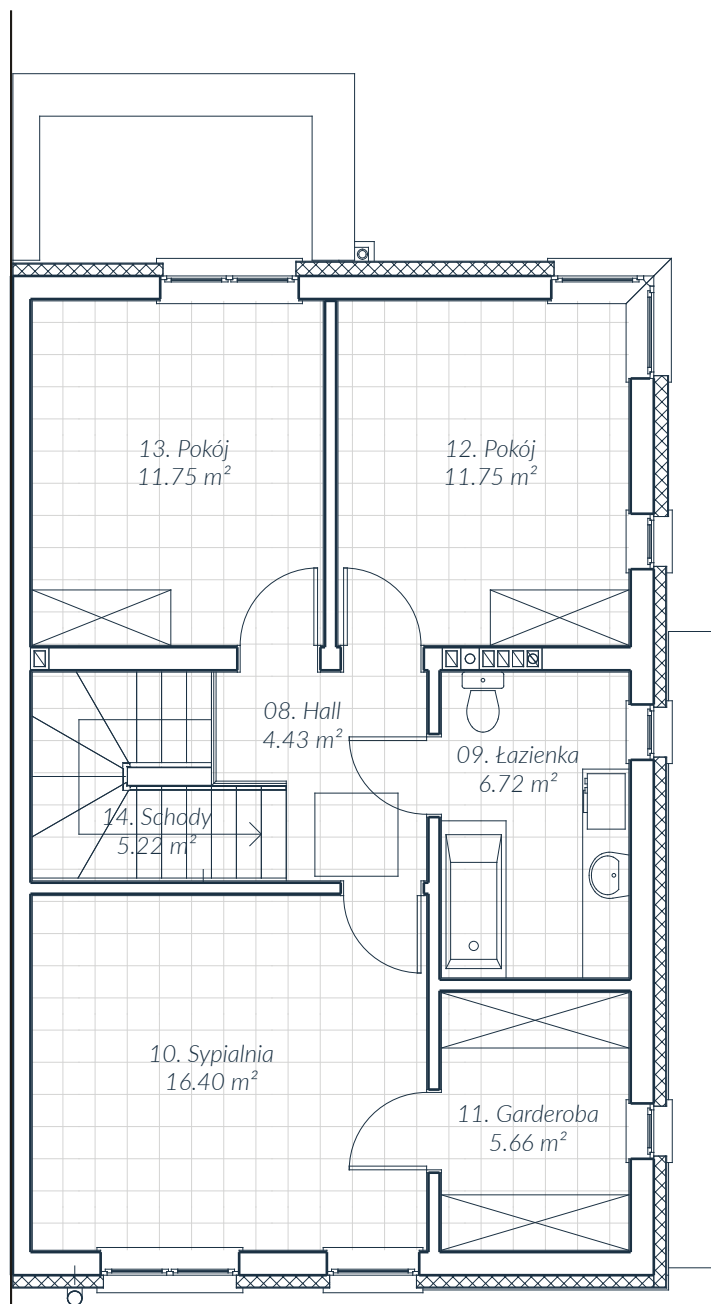 13. Pokój
11.75 m²
12. Pokój
11.75 m²
08. Hall
4.43 m²
09. Łazienka
6.72 m²
14. Schody
5.22 m²
10. Sypialnia
16.40 m²
11. Garderoba
5.66 m²